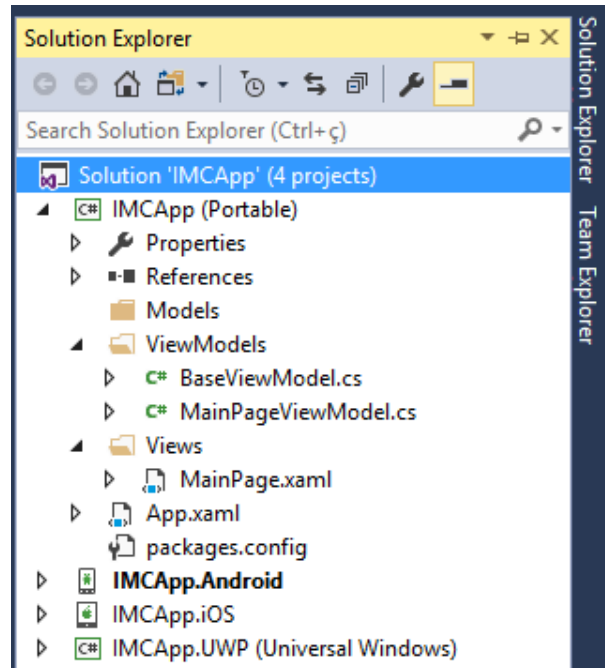 Solution Explorer
Search Solution Explorer (Ctrl+ç)
Solution 'IMCApp' (4 projects)
C# IMCApp (Portable)
Properties
References
Models
ViewModels
C# BaseViewModel.cs
C# MainPageViewModel.cs
Views
MainPage.xaml
App.xaml
packages.config
IMCApp.Android
IMCApp.iOS
C# IMCApp.UWP (Universal Windows)
Solution Explorer
Team Explorer